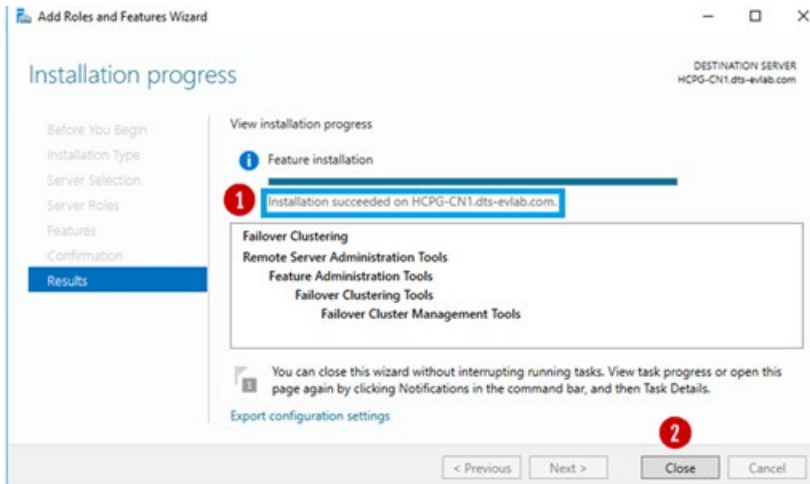 Add Roles and Features Wizard
Installation progress
DESTINATION SERVER
HCPG-CN1.dts-evlab.com
Before You Begin
Installation Type
Server Selection
Server Roles
Features
Confirmation
Results
View installation progress
Feature installation
1
Installation succeeded on HCPG-CN1.dts-evlab.com.
Failover Clustering
Remote Server Administration Tools
Feature Administration Tools
Failover Clustering Tools
Failover Cluster Management Tools
1
You can close this wizard without interrupting running tasks. View task progress or open this
page again by clicking Notifications in the command bar, and then Task Details.
Export configuration settings
2
< Previous
Next >
Close
Cancel